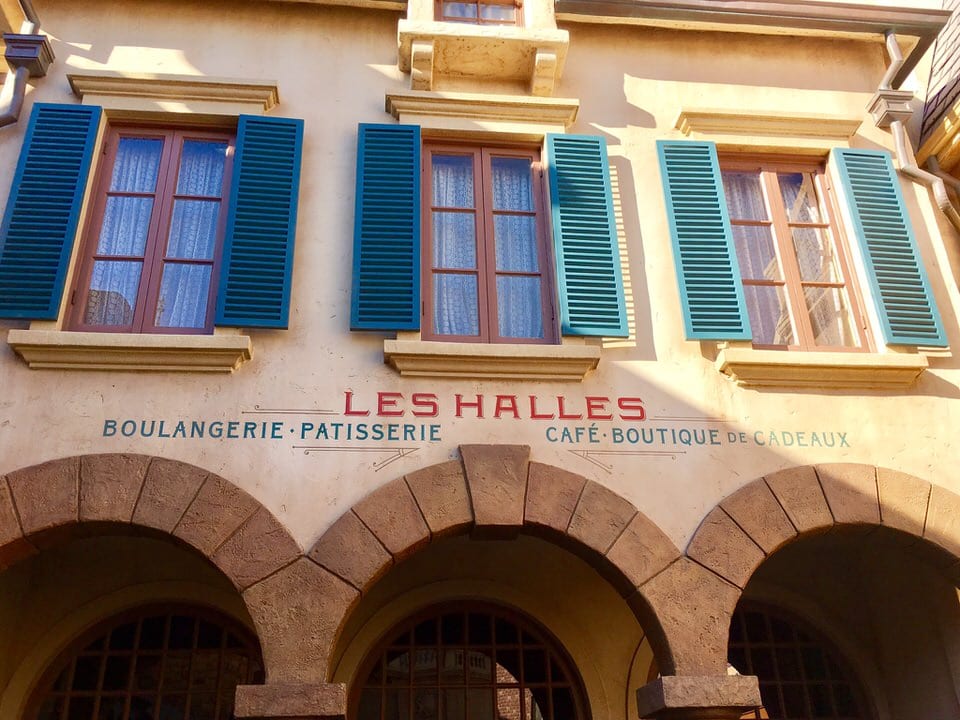 LES HALLES
BOULANGERIE · PATISSERIE
CAFÉ · BOUTIQUE DE CADEAUX